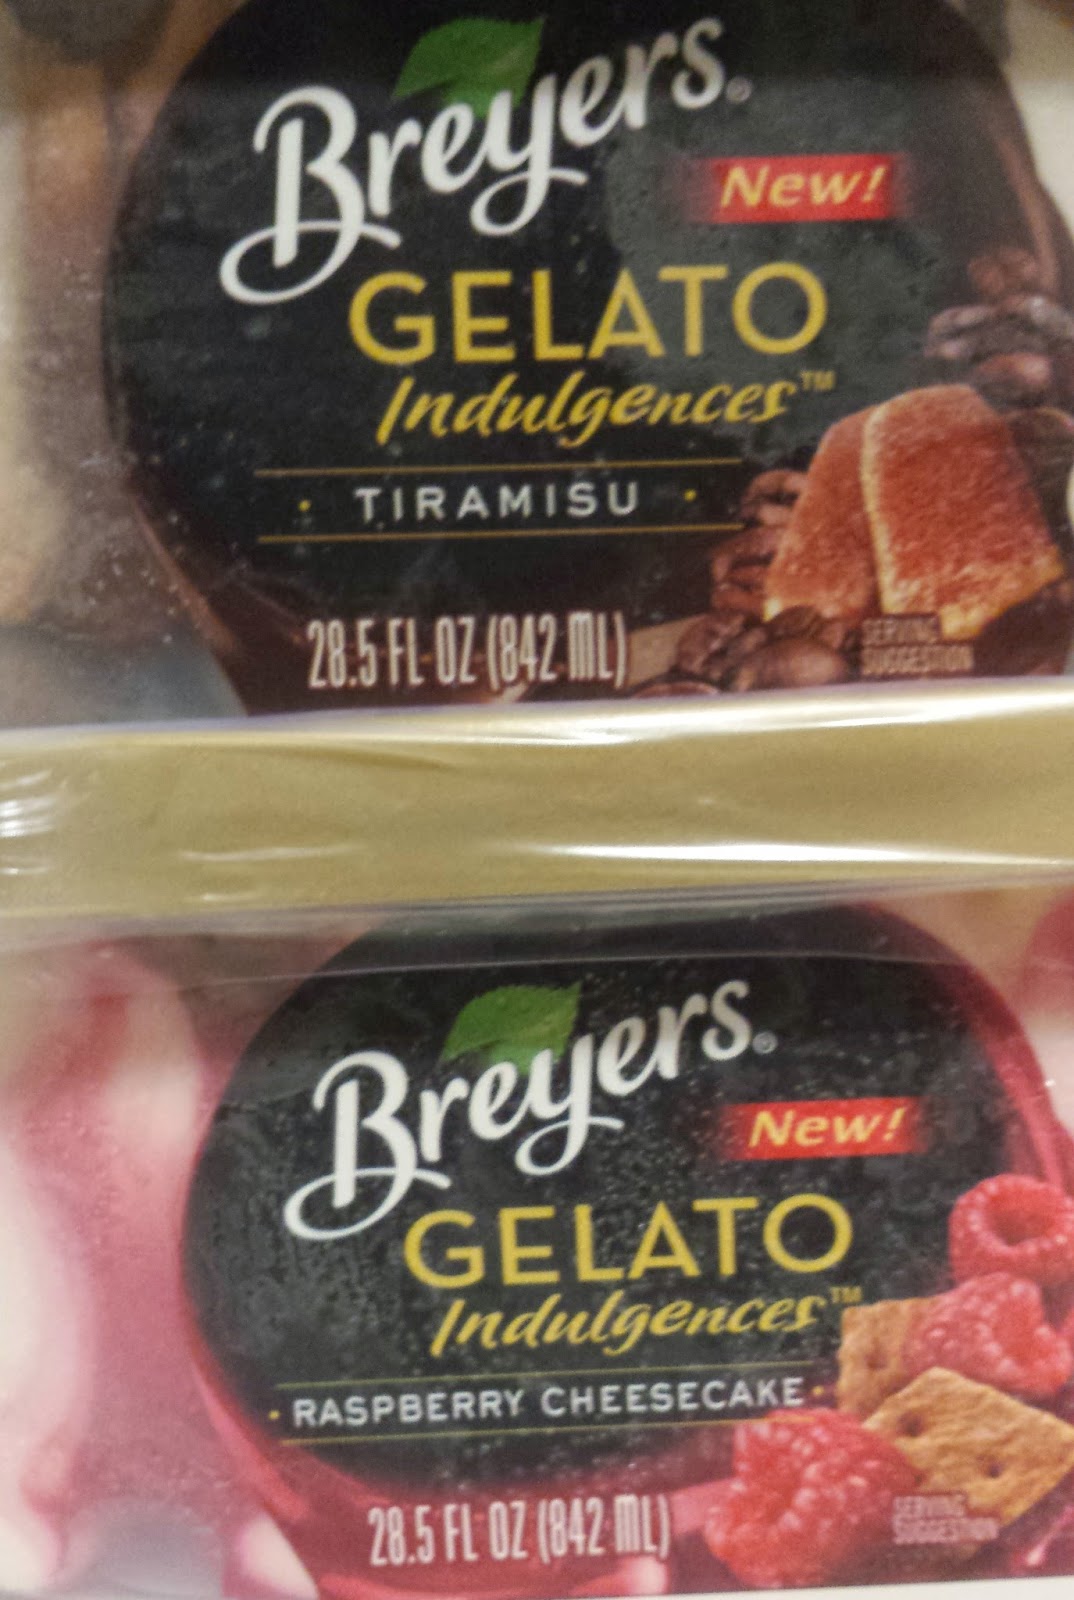 Breyers®
New!
GELATO
Indulgences™
· TIRAMISU ·
28.5 FL OZ (842 ML)
SERVING
SUGGESTION
Breyers®
New!
GELATO
Indulgences™
· RASPBERRY CHEESECAKE ·
28.5 FL OZ (842 ML)
SERVING
SUGGESTION